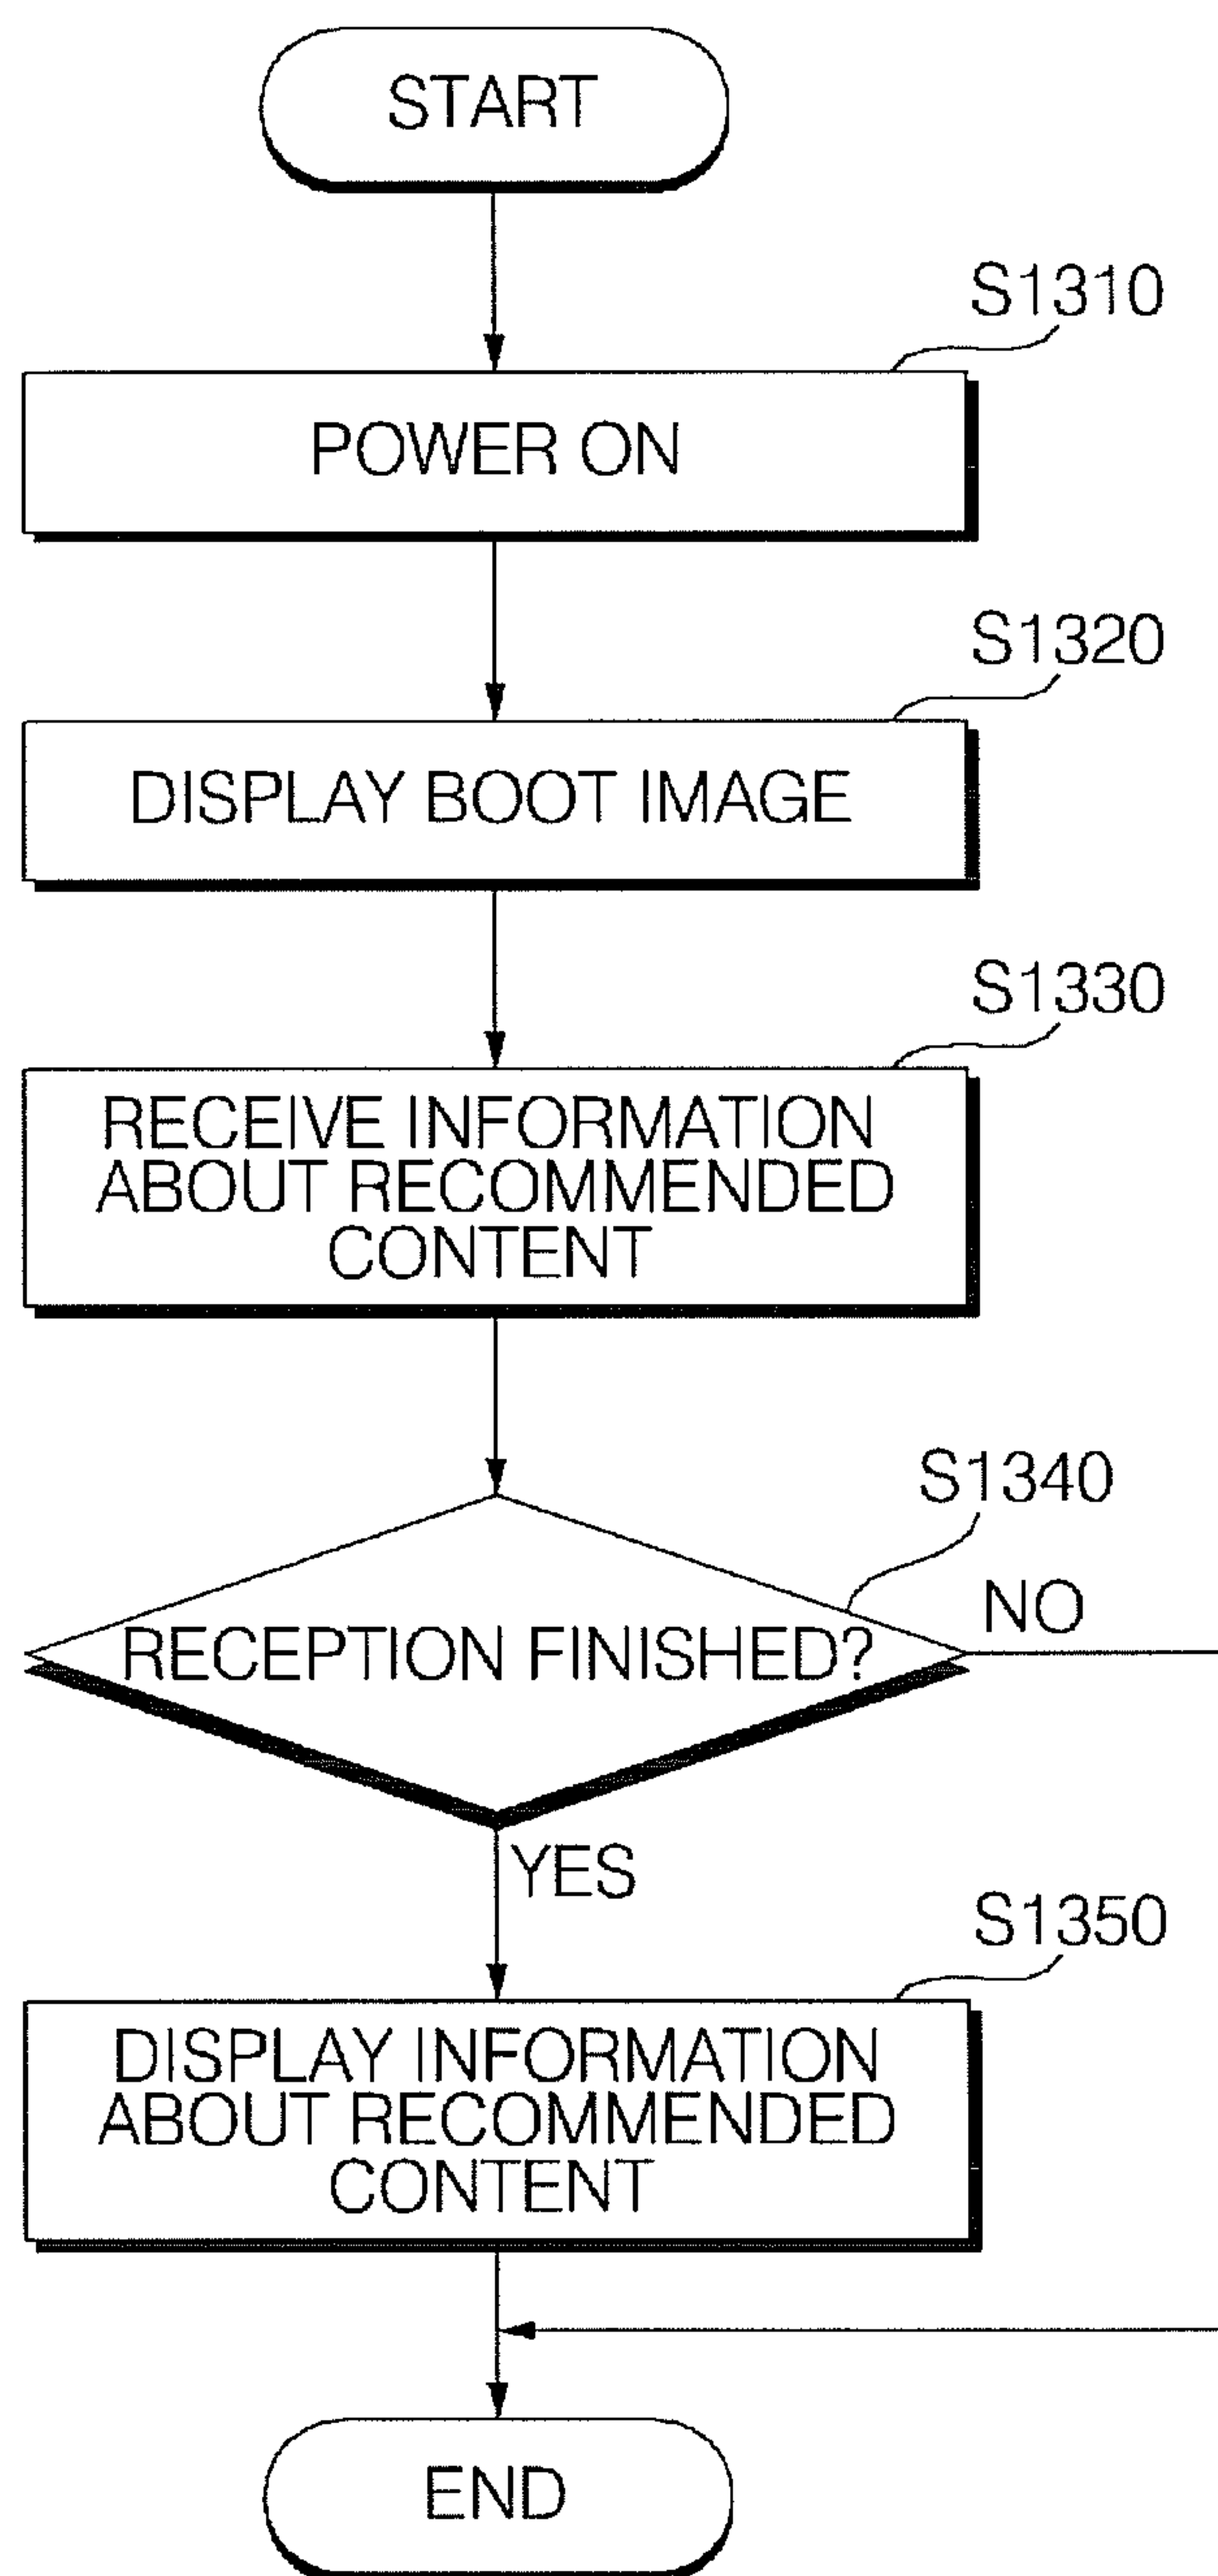 START
S1310
POWER ON
S1320
DISPLAY BOOT IMAGE
S1330
RECEIVE INFORMATION
ABOUT RECOMMENDED
CONTENT
S1340
NO
RECEPTION FINISHED?
YES
S1350
DISPLAY INFORMATION
ABOUT RECOMMENDED
CONTENT
END